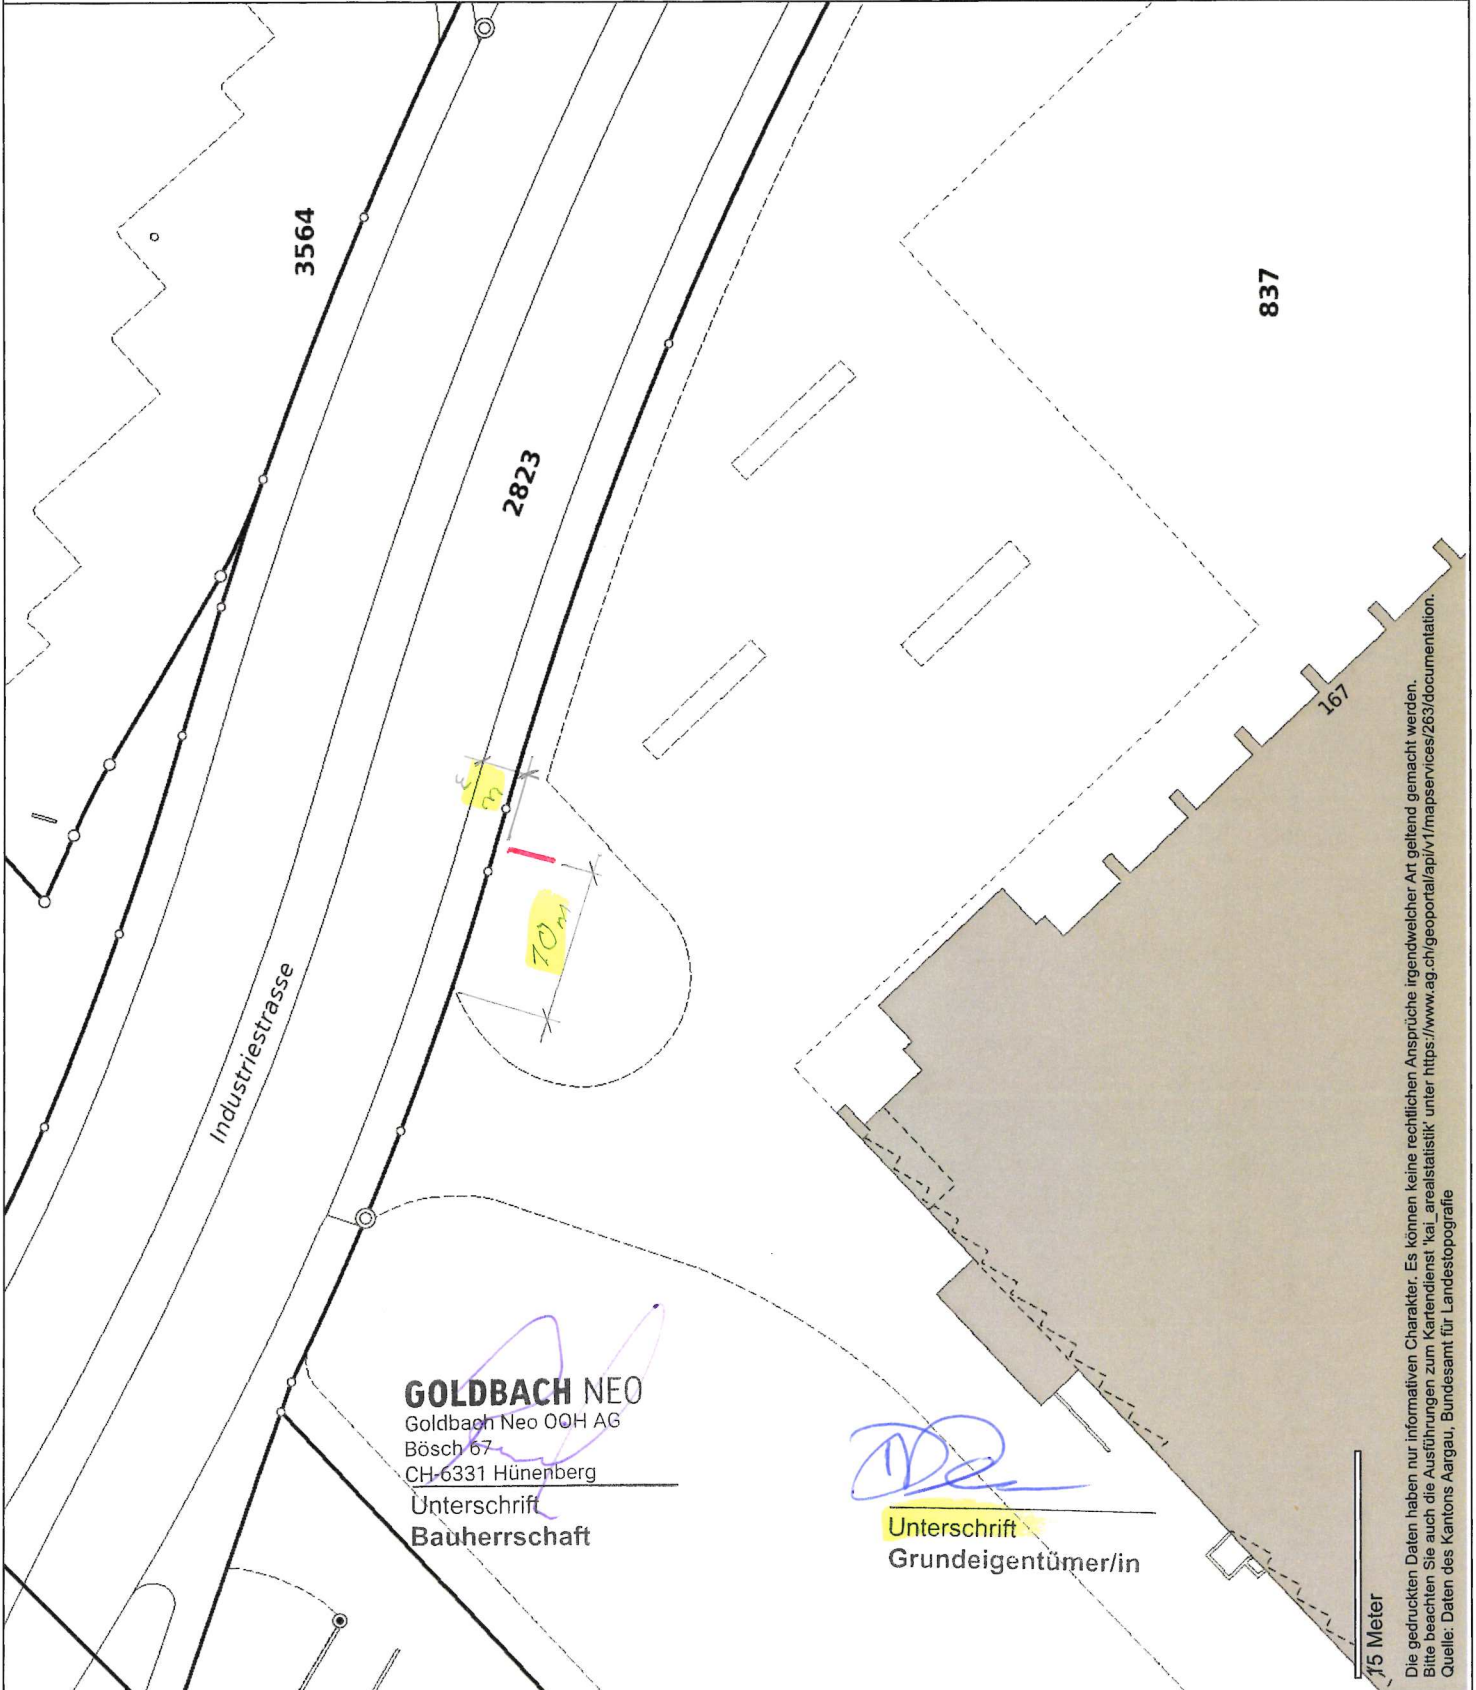 3564
837
2823
3 m
10 m
167
Industriestrasse
GOLDBACH NEO
Goldbach Neo OOH AG
Bösch 67
CH-6331 Hünenberg
Unterschrift
Bauherrschaft
Unterschrift
Grundeigentümer/in
15 Meter
Die gedruckten Daten haben nur informativen Charakter. Es können keine rechtlichen Ansprüche irgendwelcher Art geltend gemacht werden.
Bitte beachten Sie auch die Ausführungen zum Kartendienst 'kai_arealstatistik' unter https://www.ag.ch/geoportal/api/v1/mapservices/263/documentation.
Quelle: Daten des Kantons Aargau, Bundesamt für Landestopografie